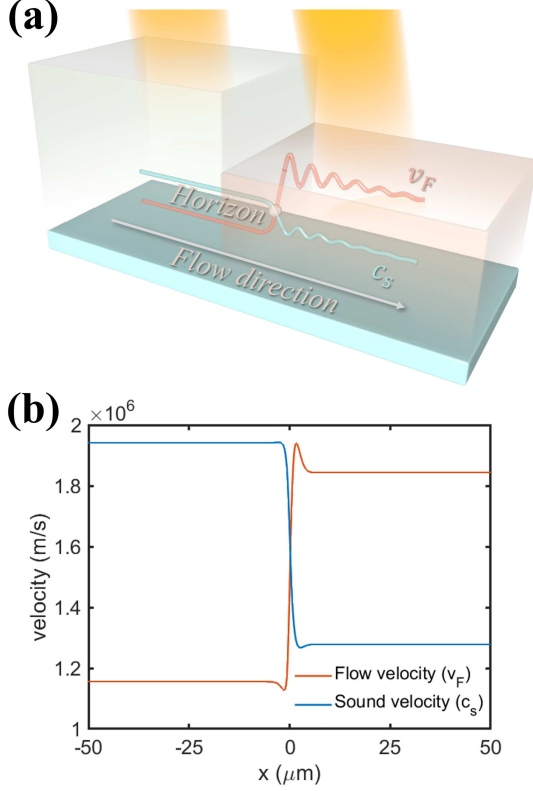 (a)
v_F
Horizon
c_s
Flow direction
(b)
×10^6
2
1.8
1.6
1.4
1.2
1
velocity (m/s)
Flow velocity (v_F)
Sound velocity (c_s)
-50
-25
0
25
50
x (μm)